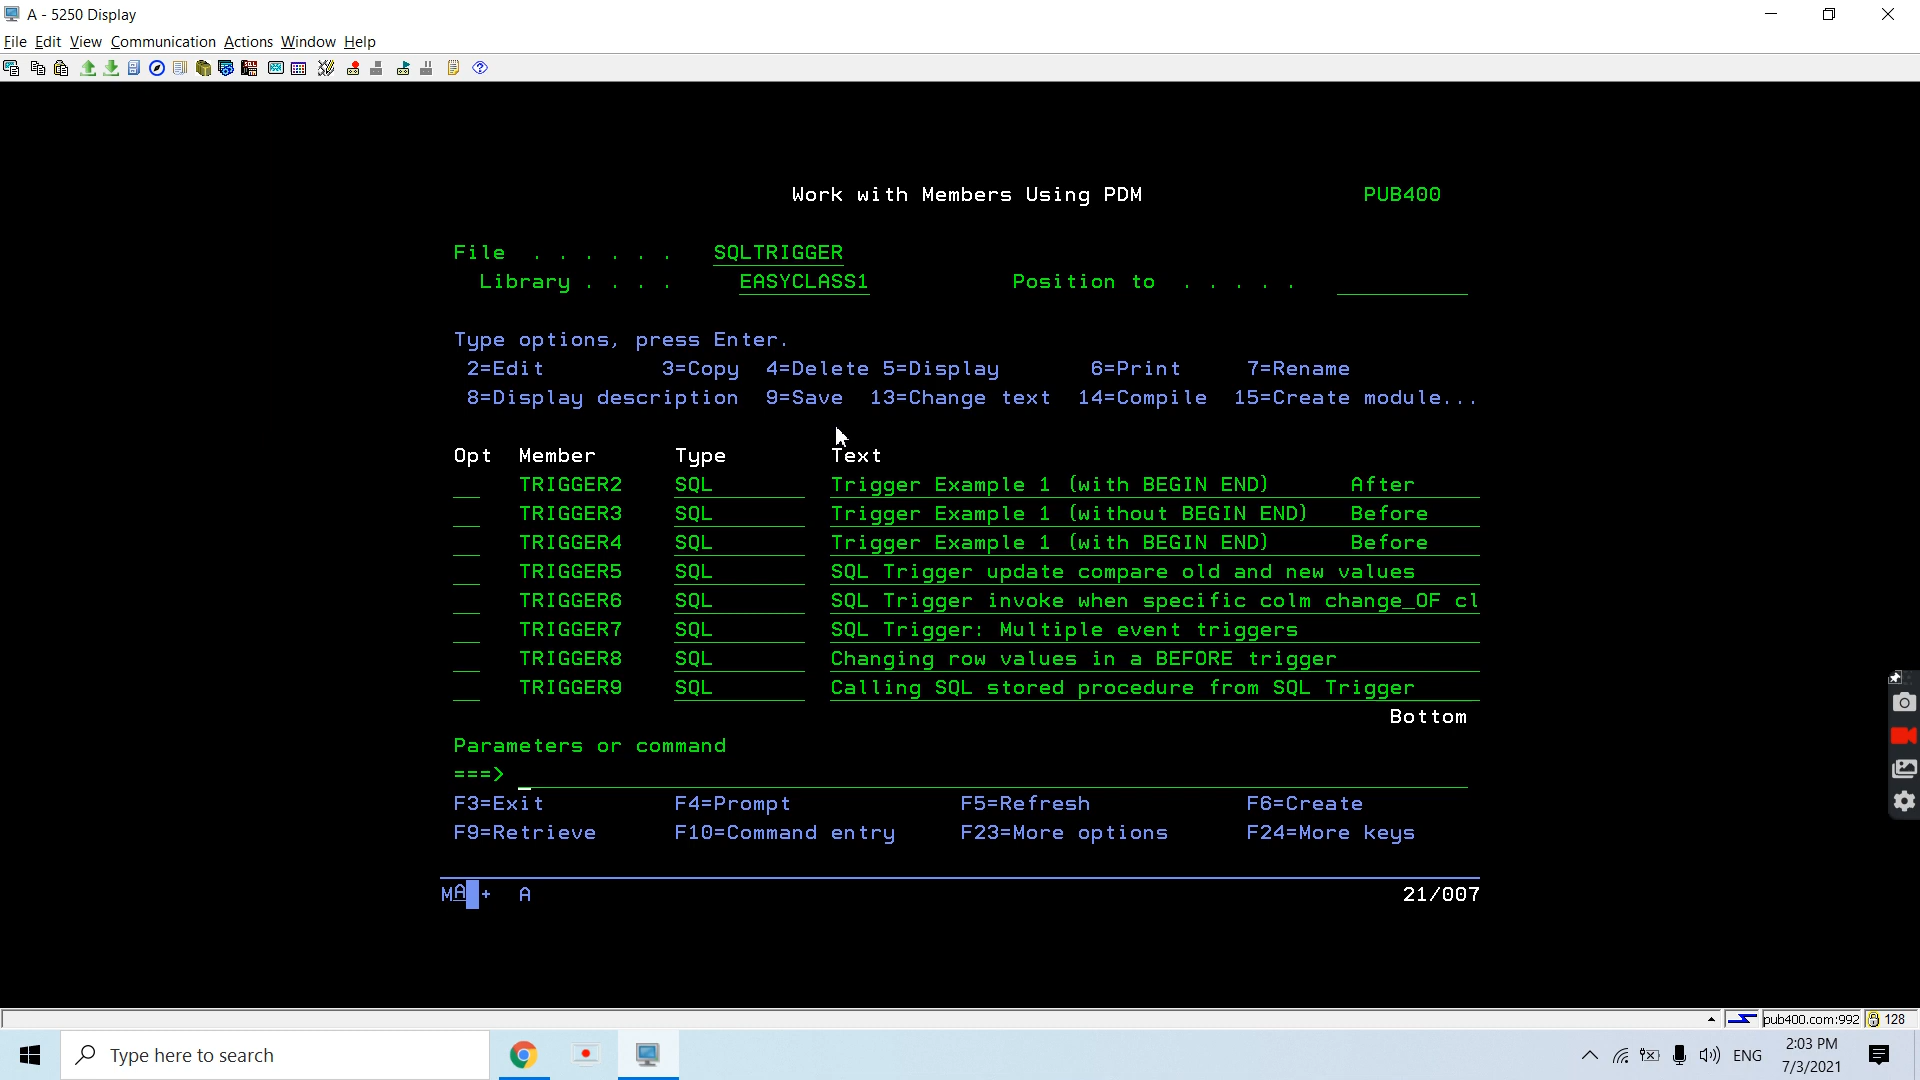 A - 5250 Display
File Edit View Communication Actions Window Help
Work with Members Using PDM PUB400
File . . . . . . SQLTRIGGER
Library . . . . EASYCLASS1 Position to . . . . .
Type options, press Enter.
2=Edit 3=Copy 4=Delete 5=Display 6=Print 7=Rename
8=Display description 9=Save 13=Change text 14=Compile 15=Create module...
Opt Member Type Text
TRIGGER2 SQL Trigger Example 1 (with BEGIN END) After
TRIGGER3 SQL Trigger Example 1 (without BEGIN END) Before
TRIGGER4 SQL Trigger Example 1 (with BEGIN END) Before
TRIGGER5 SQL SQL Trigger update compare old and new values
TRIGGER6 SQL SQL Trigger invoke when specific colm change_OF cl
TRIGGER7 SQL SQL Trigger: Multiple event triggers
TRIGGER8 SQL Changing row values in a BEFORE trigger
TRIGGER9 SQL Calling SQL stored procedure from SQL Trigger
Bottom
Parameters or command
===>
F3=Exit F4=Prompt F5=Refresh F6=Create
F9=Retrieve F10=Command entry F23=More options F24=More keys
MA + A 21/007
pub400.com:992 128
Type here to search ENG 2:03 PM
7/3/2021